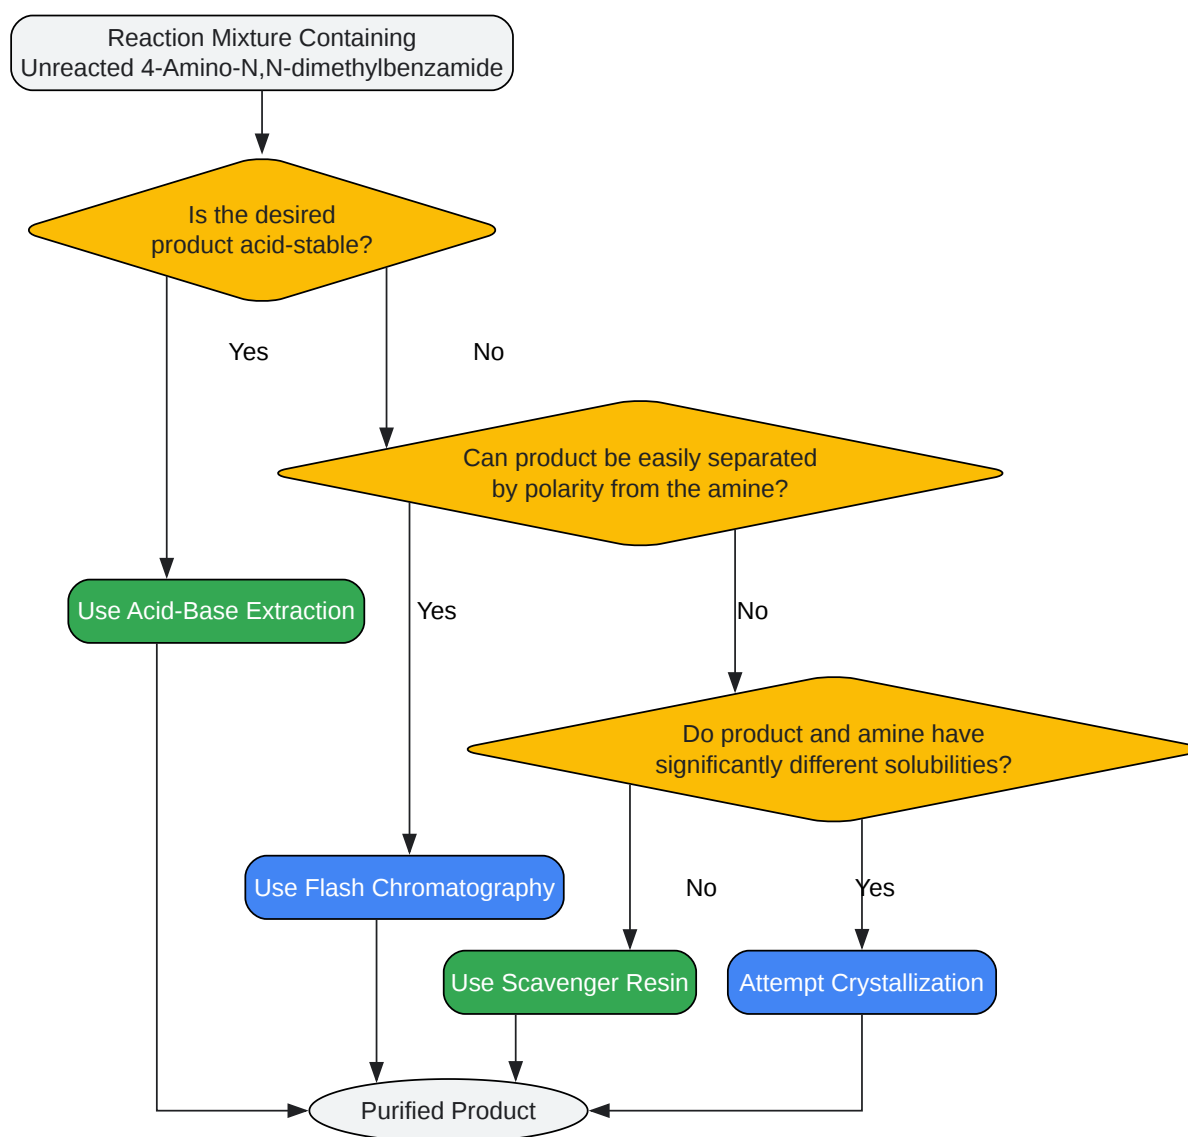 Reaction Mixture Containing
Unreacted 4-Amino-N,N-dimethylbenzamide
Is the desired
product acid-stable?
Yes
No
Can product be easily separated
by polarity from the amine?
Use Acid-Base Extraction
Yes
No
Do product and amine have
significantly different solubilities?
Use Flash Chromatography
No
Yes
Use Scavenger Resin
Attempt Crystallization
Purified Product